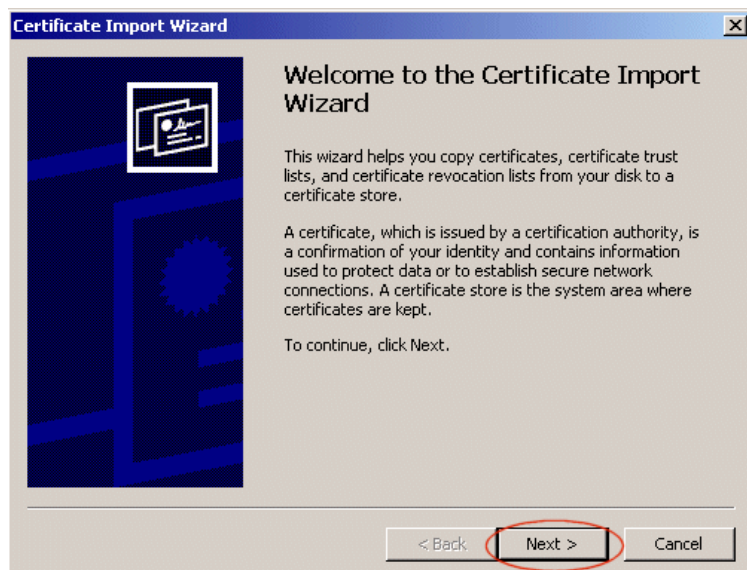 Certificate Import Wizard
Welcome to the Certificate Import
Wizard
This wizard helps you copy certificates, certificate trust
lists, and certificate revocation lists from your disk to a
certificate store.
A certificate, which is issued by a certification authority, is
a confirmation of your identity and contains information
used to protect data or to establish secure network
connections. A certificate store is the system area where
certificates are kept.
To continue, click Next.
< Back Next > Cancel